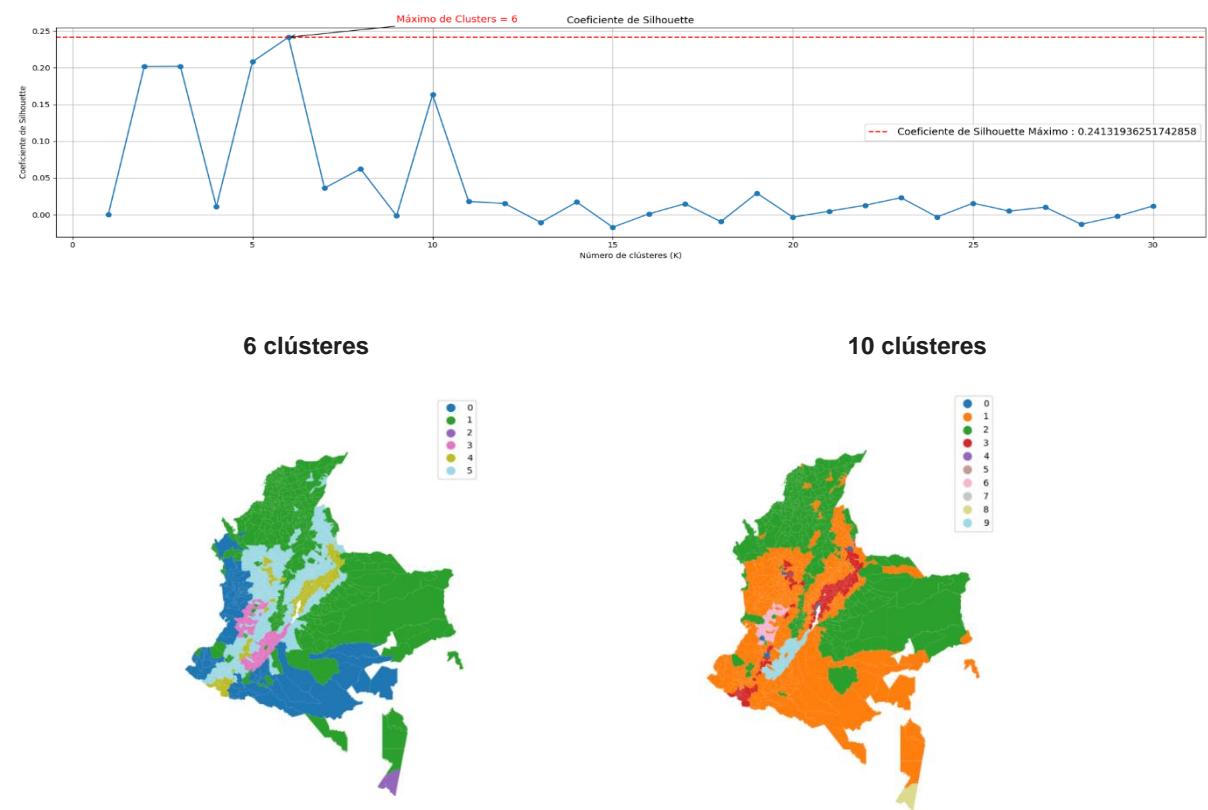 Máximo de Clusters = 6
Coeficiente de Silhouette
0.25
0.20
0.15
0.10
0.05
0.00
Coeficiente de Silhouette
Coeficiente de Silhouette Máximo : 0.24131936251742858
0 5 10 15 20 25 30
Número de clústeres (K)
6 clústeres
10 clústeres
0
1
2
3
4
5
0
1
2
3
4
5
6
7
8
9